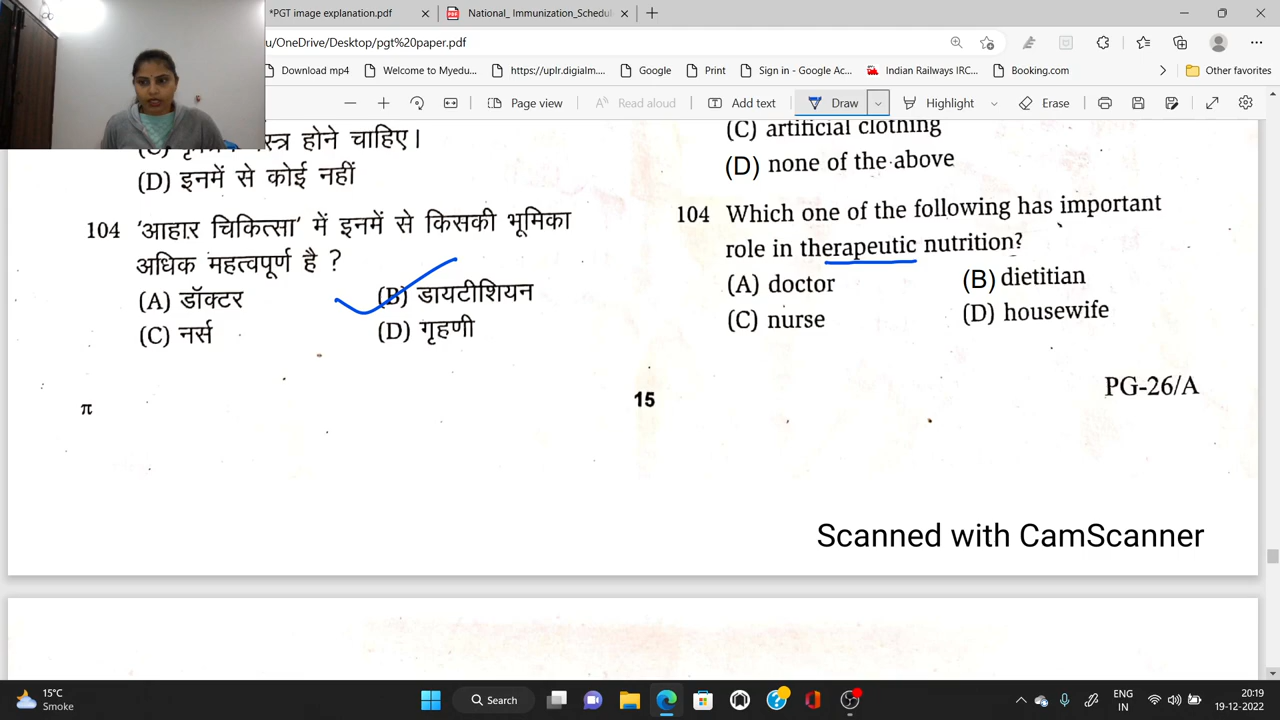 *PGT image explanation.pdf
National_ Immunization_Schedul
u/OneDrive/Desktop/pgt%20paper.pdf
Download mp4
Welcome to Myedu...
https://uplr.digialm....
Google
Print
Sign in - Google Ac...
Indian Railways IRC...
Booking.com
Other favorites
Page view
Read aloud
Add text
Draw
Highlight
Erase
होने चाहिए।
(D) इनमें से कोई नहीं
104 'आहार चिकित्सा' में इनमें से किसकी भूमिका
अधिक महत्वपूर्ण है ?
(A) डॉक्टर (B) डायटीशियन
(C) नर्स (D) गृहणी
π
(C) artificial clothing
(D) none of the above
104 Which one of the following has important
role in therapeutic nutrition?
(A) doctor (B) dietitian
(C) nurse (D) housewife
15
PG-26/A
Scanned with CamScanner
15°C
Smoke
Search
ENG
IN
20:19
19-12-2022